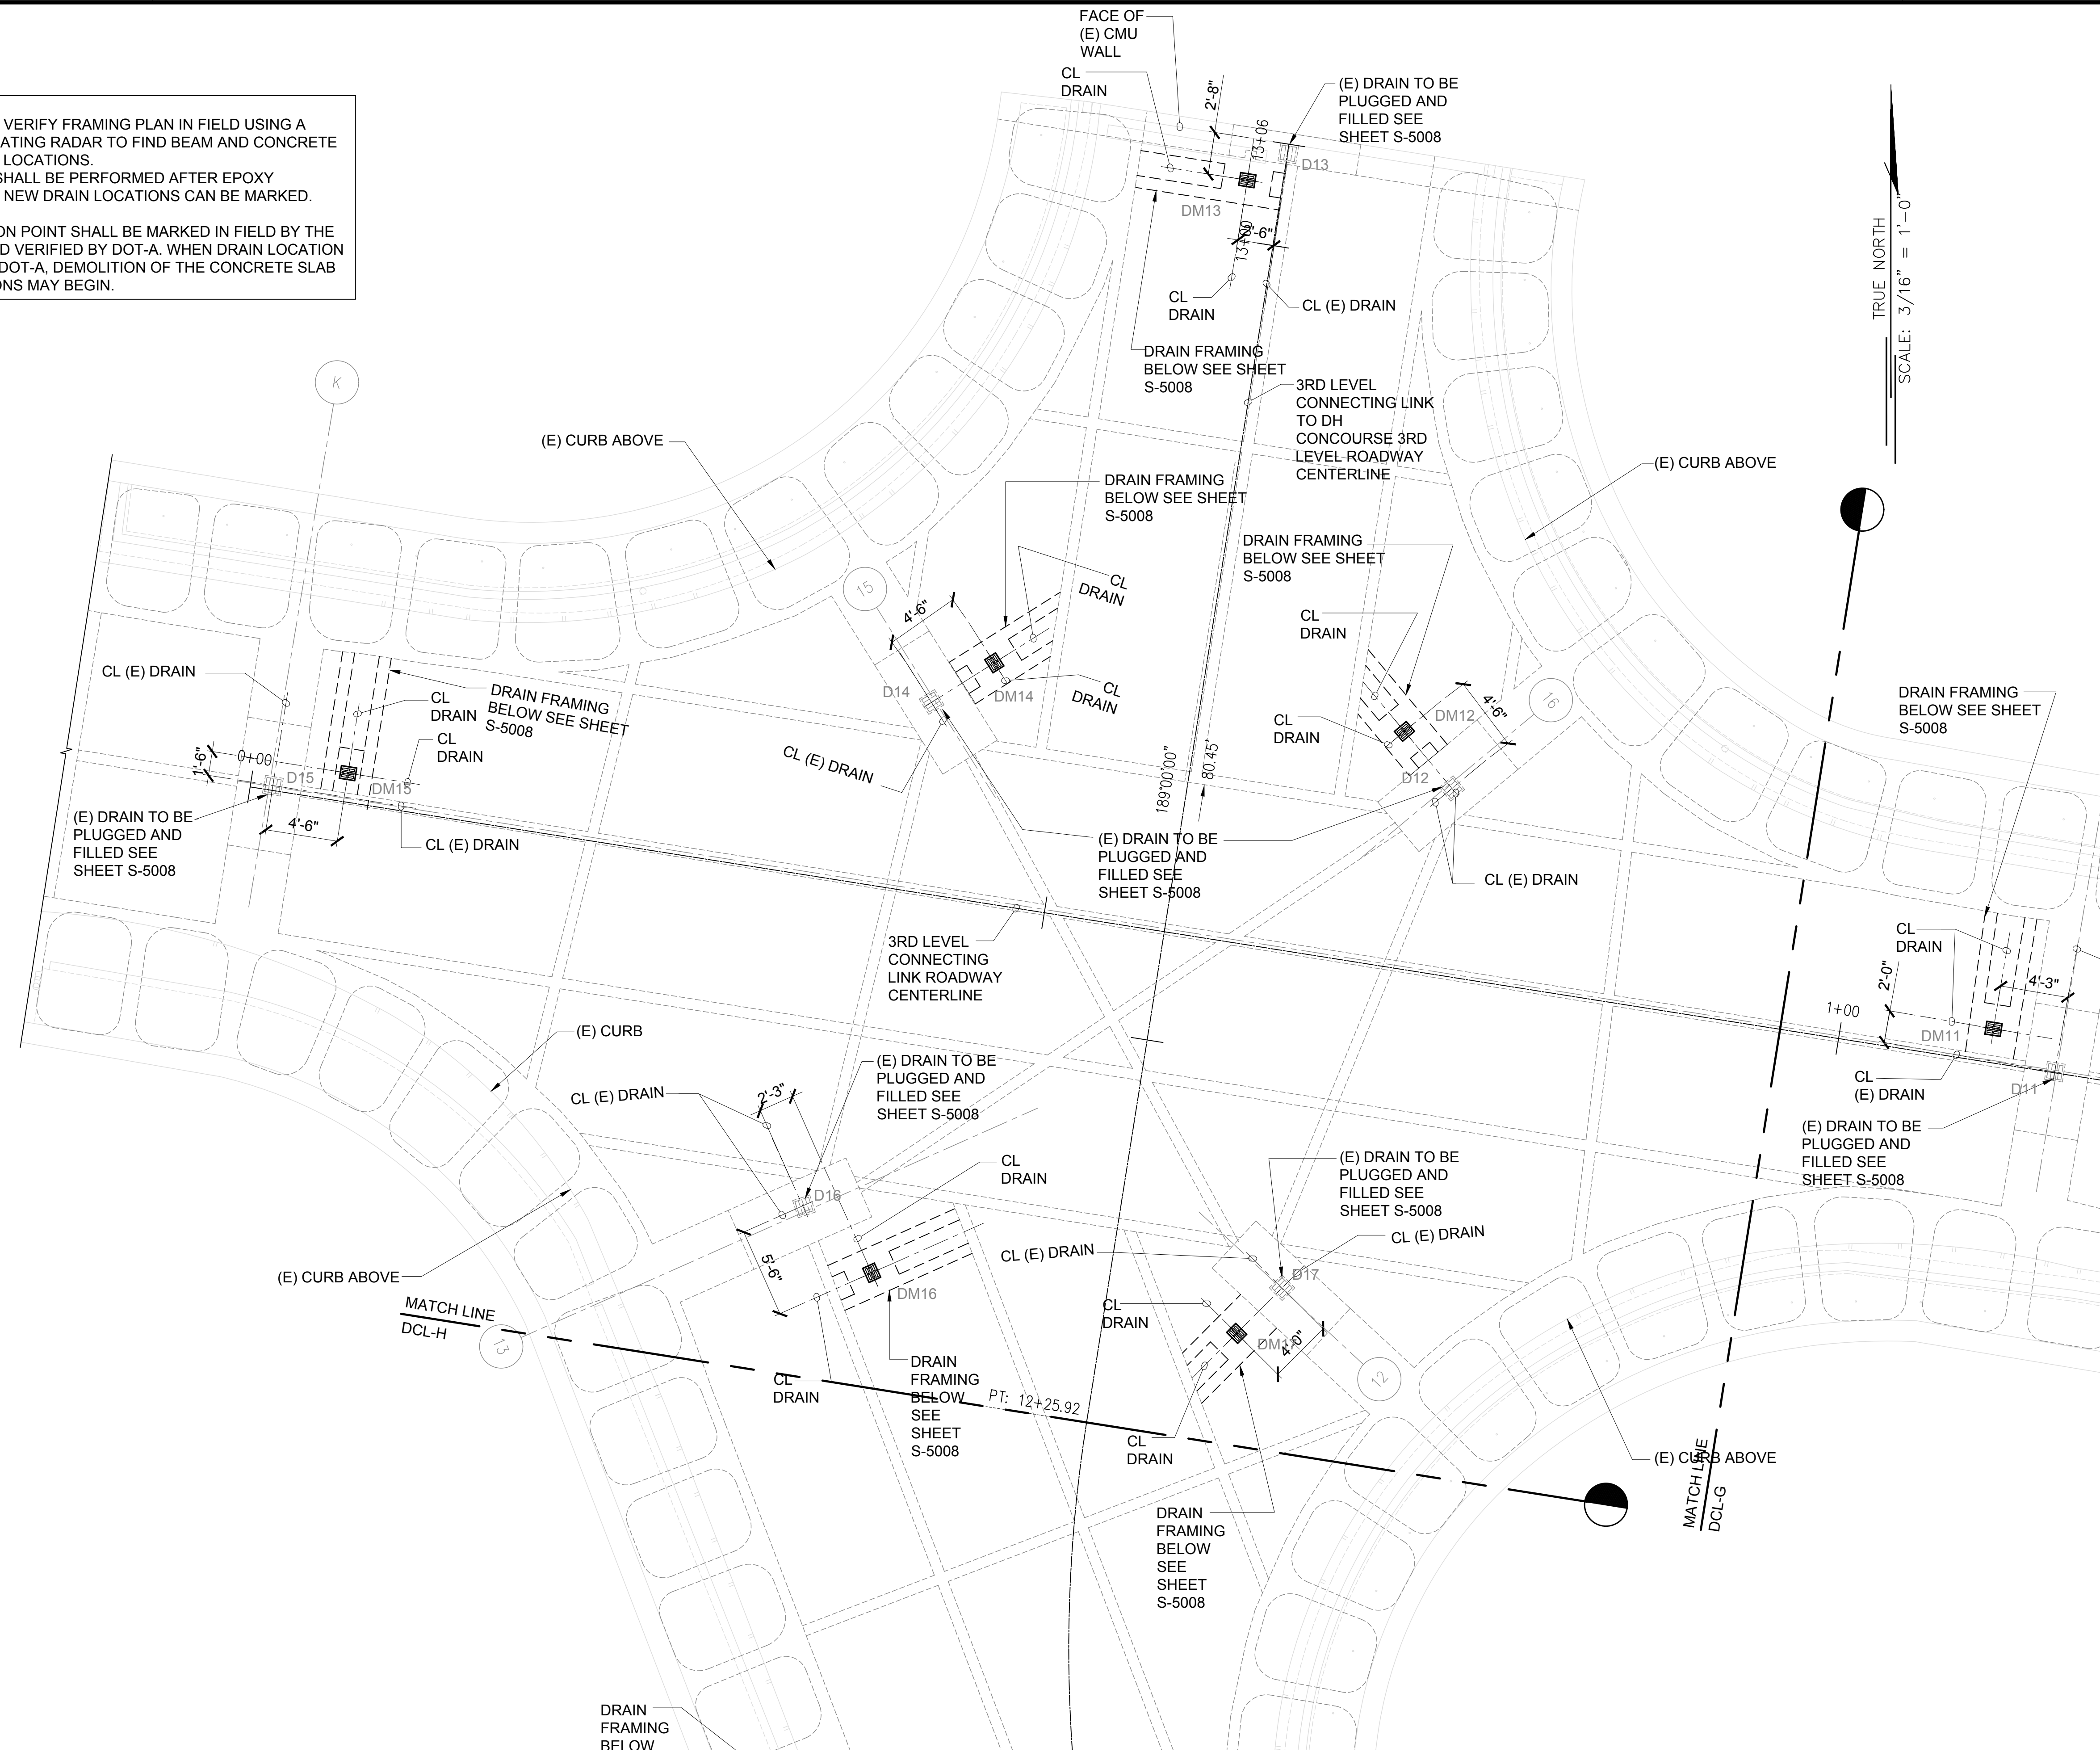 VERIFY FRAMING PLAN IN FIELD USING A
ATING RADAR TO FIND BEAM AND CONCRETE
LOCATIONS.
SHALL BE PERFORMED AFTER EPOXY
NEW DRAIN LOCATIONS CAN BE MARKED.
ON POINT SHALL BE MARKED IN FIELD BY THE
D VERIFIED BY DOT-A. WHEN DRAIN LOCATION
DOT-A, DEMOLITION OF THE CONCRETE SLAB
ONS MAY BEGIN.
FACE OF
(E) CMU
WALL
CL
DRAIN
2'-8"
13+06
(E) DRAIN TO BE
PLUGGED AND
FILLED SEE
SHEET S-5008
D13
DM13
13+00
CL
DRAIN
CL (E) DRAIN
DRAIN FRAMING
BELOW SEE SHEET
S-5008
3RD LEVEL
CONNECTING LINK
TO DH
CONCOURSE 3RD
LEVEL ROADWAY
CENTERLINE
TRUE NORTH
SCALE: 3/16" = 1'-0"
K
(E) CURB ABOVE
(E) CURB ABOVE
DRAIN FRAMING
BELOW SEE SHEET
S-5008
DRAIN FRAMING
BELOW SEE SHEET
S-5008
15
4'-6"
CL
DRAIN
CL
DRAIN
D14
DM14
CL
DRAIN
CL (E) DRAIN
CL
DRAIN
DM12
4'-6"
16
D12
DRAIN FRAMING
BELOW SEE SHEET
S-5008
CL (E) DRAIN
CL
DRAIN
DRAIN FRAMING
BELOW SEE SHEET
S-5008
CL
DRAIN
1'-6"
0+00
D15
DM15
4'-6"
(E) DRAIN TO BE
PLUGGED AND
FILLED SEE
SHEET S-5008
CL (E) DRAIN
189°00'00"
80.45'
(E) DRAIN TO BE
PLUGGED AND
FILLED SEE
SHEET S-5008
CL (E) DRAIN
3RD LEVEL
CONNECTING
LINK ROADWAY
CENTERLINE
CL
DRAIN
2'-0"
4'-3"
1+00
DM11
D11
CL
(E) DRAIN
(E) DRAIN TO BE
PLUGGED AND
FILLED SEE
SHEET S-5008
(E) CURB
CL (E) DRAIN
2'-3"
(E) DRAIN TO BE
PLUGGED AND
FILLED SEE
SHEET S-5008
D16
CL
DRAIN
5'-6"
DM16
CL
DRAIN
DRAIN
FRAMING
BELOW
SEE
SHEET
S-5008
(E) CURB ABOVE
MATCH LINE
DCL-H
13
PT: 12+25.92
(E) DRAIN TO BE
PLUGGED AND
FILLED SEE
SHEET S-5008
CL (E) DRAIN
CL (E) DRAIN
D17
CL
DRAIN
DM17
4'-0"
12
CL
DRAIN
DRAIN
FRAMING
BELOW
SEE
SHEET
S-5008
(E) CURB ABOVE
MATCH LINE
DCL-G
DRAIN
FRAMING
BELOW